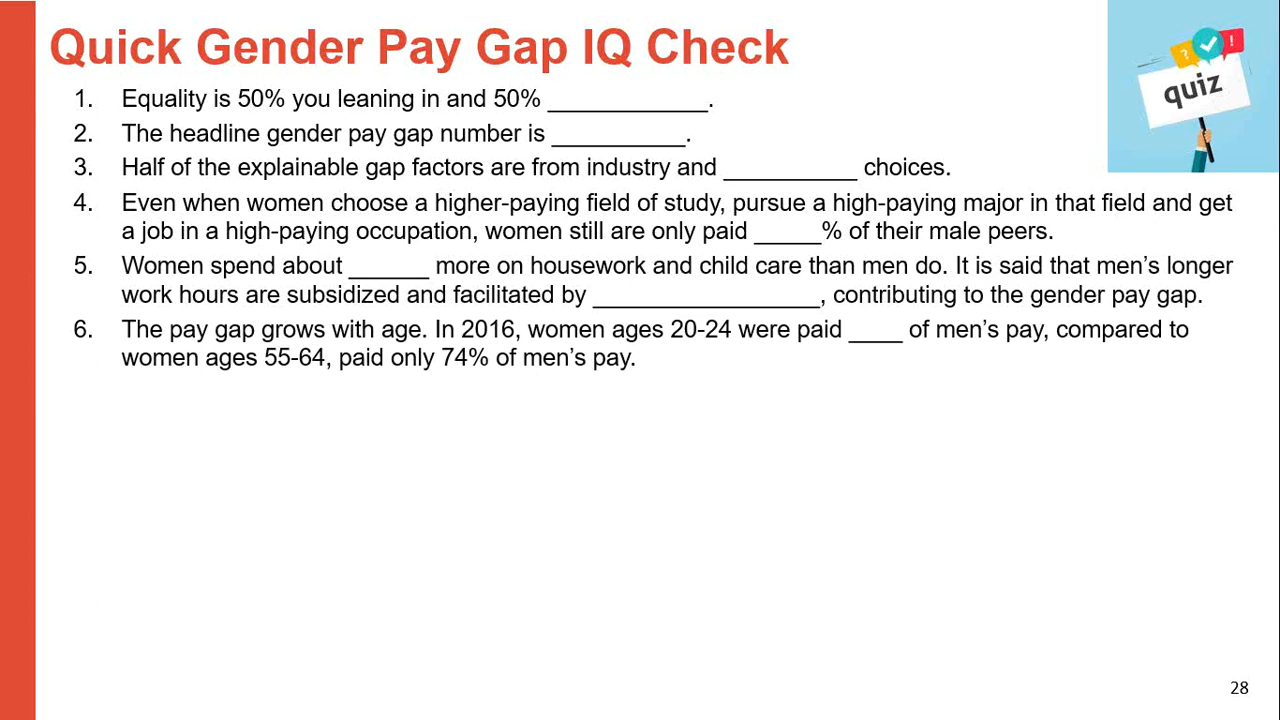 Quick Gender Pay Gap IQ Check
? !
quiz
1. Equality is 50% you leaning in and 50% ____________.
2. The headline gender pay gap number is __________.
3. Half of the explainable gap factors are from industry and __________ choices.
4. Even when women choose a higher-paying field of study, pursue a high-paying major in that field and get
a job in a high-paying occupation, women still are only paid _____% of their male peers.
5. Women spend about ______ more on housework and child care than men do. It is said that men’s longer
work hours are subsidized and facilitated by _________________, contributing to the gender pay gap.
6. The pay gap grows with age. In 2016, women ages 20-24 were paid ____ of men’s pay, compared to
women ages 55-64, paid only 74% of men’s pay.
28